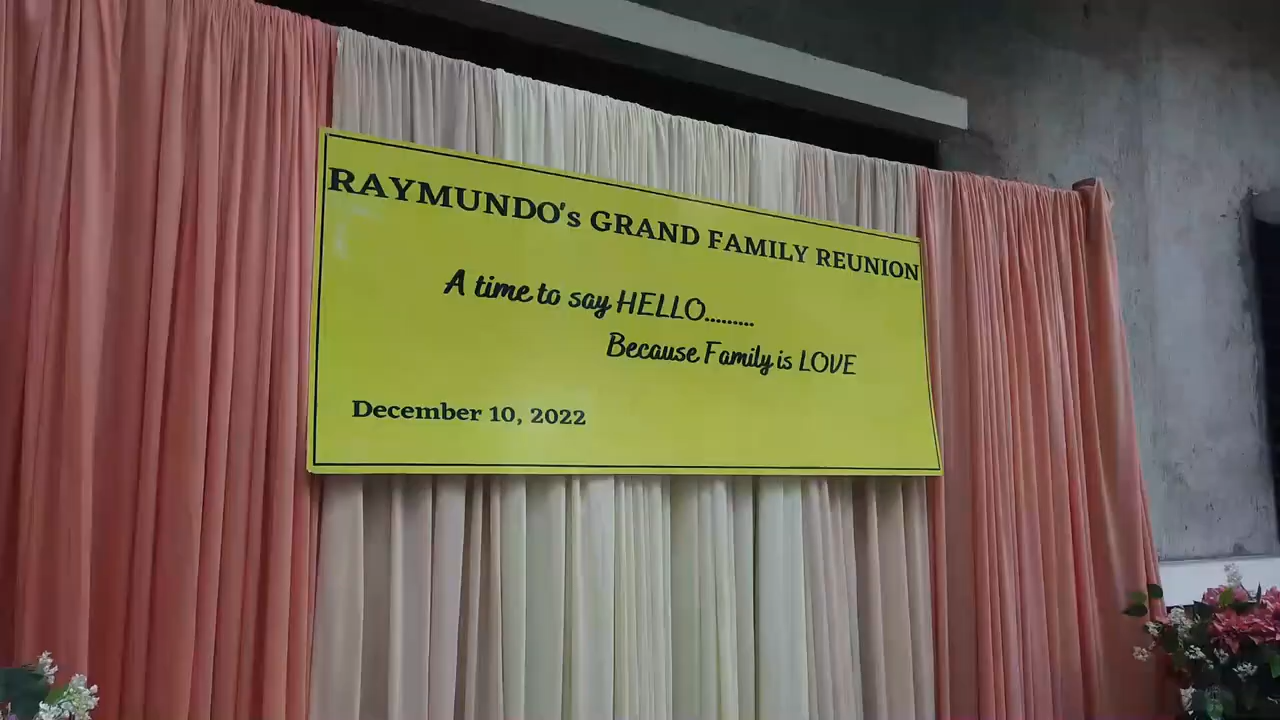 RAYMUNDO's GRAND FAMILY REUNION
A time to say HELLO.........
Because Family is LOVE
December 10, 2022